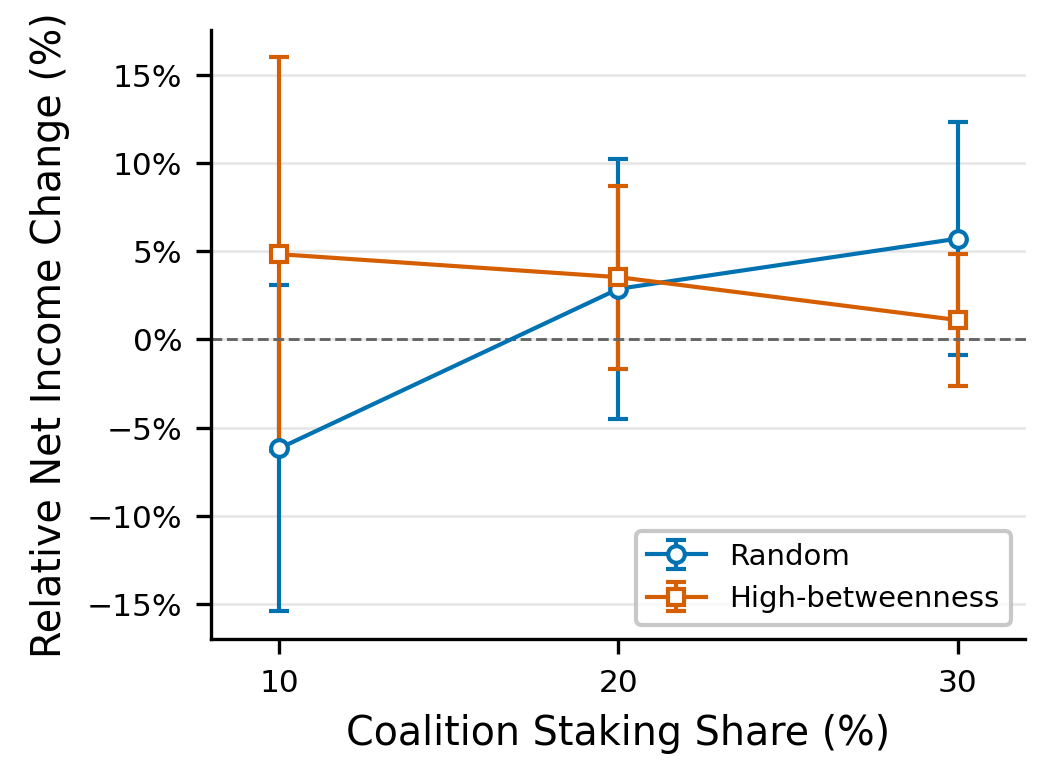 Relative Net Income Change (%)
15%
10%
5%
0%
−5%
−10%
−15%
Random
High-betweenness
10
20
30
Coalition Staking Share (%)